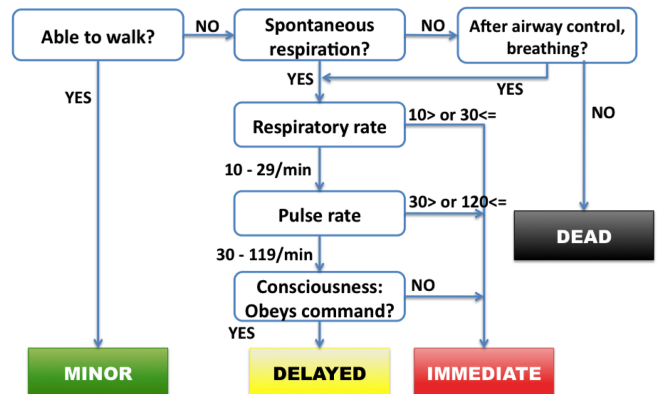 Able to walk?
NO
Spontaneous
respiration?
NO
After airway control,
breathing?
YES
YES
YES
NO
Respiratory rate
10> or 30<=
10 - 29/min
Pulse rate
30> or 120<=
DEAD
30 - 119/min
Consciousness:
Obeys command?
NO
YES
MINOR
DELAYED
IMMEDIATE